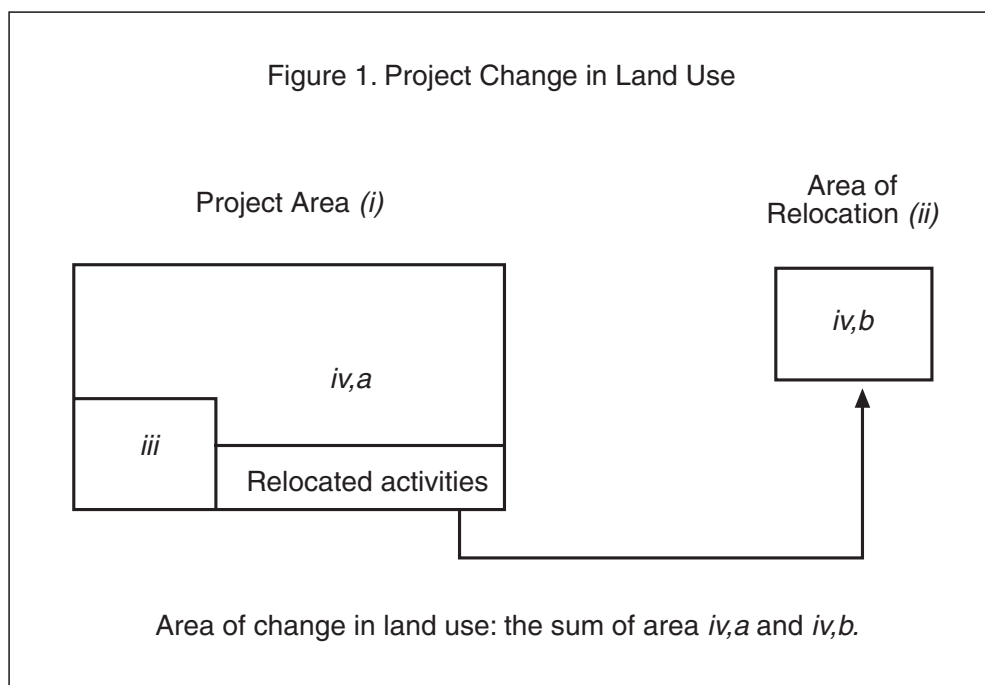 Figure 1. Project Change in Land Use
Project Area (i)
Area of
Relocation (ii)
iv,a
iv,b
iii
Relocated activities
Area of change in land use: the sum of area iv,a and iv,b.